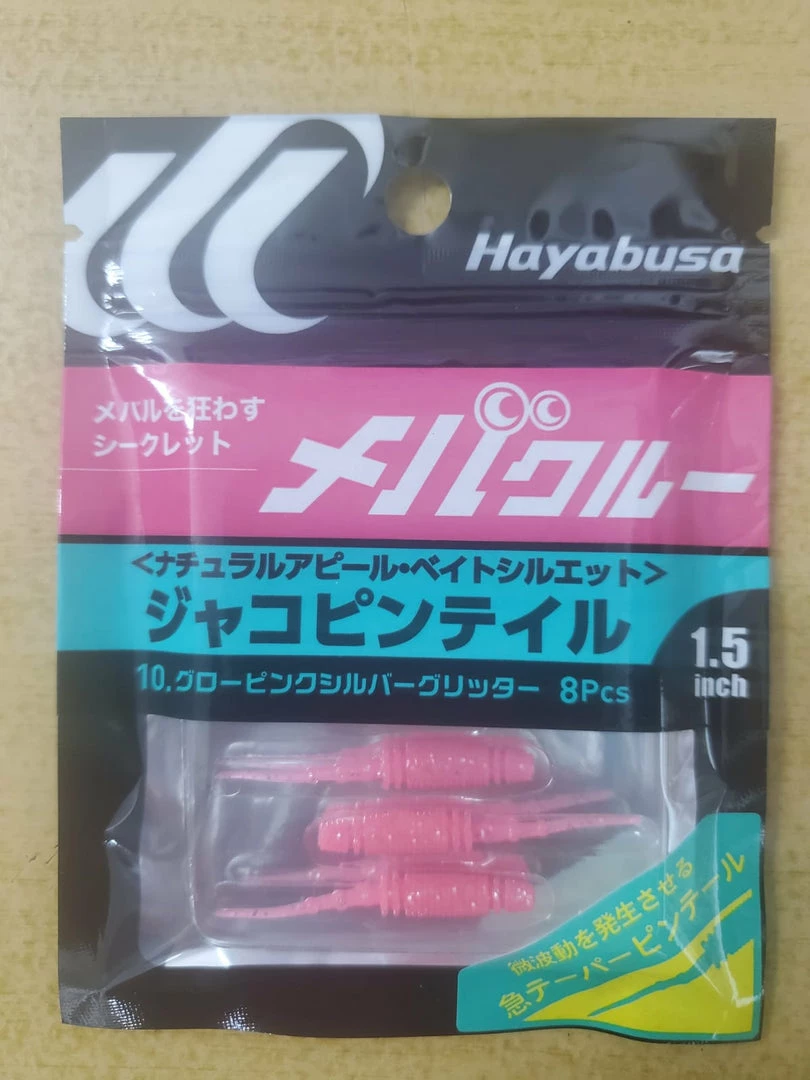 Hayabusa
メバルを狂わす
シークレット
メバクルー
<ナチュラルアピール・ベイトシルエット>
ジャコピンテイル
1.5
inch
10.グローピンクシルバーグリッター 8Pcs
微波動を発生させる
急テーパーピンテール